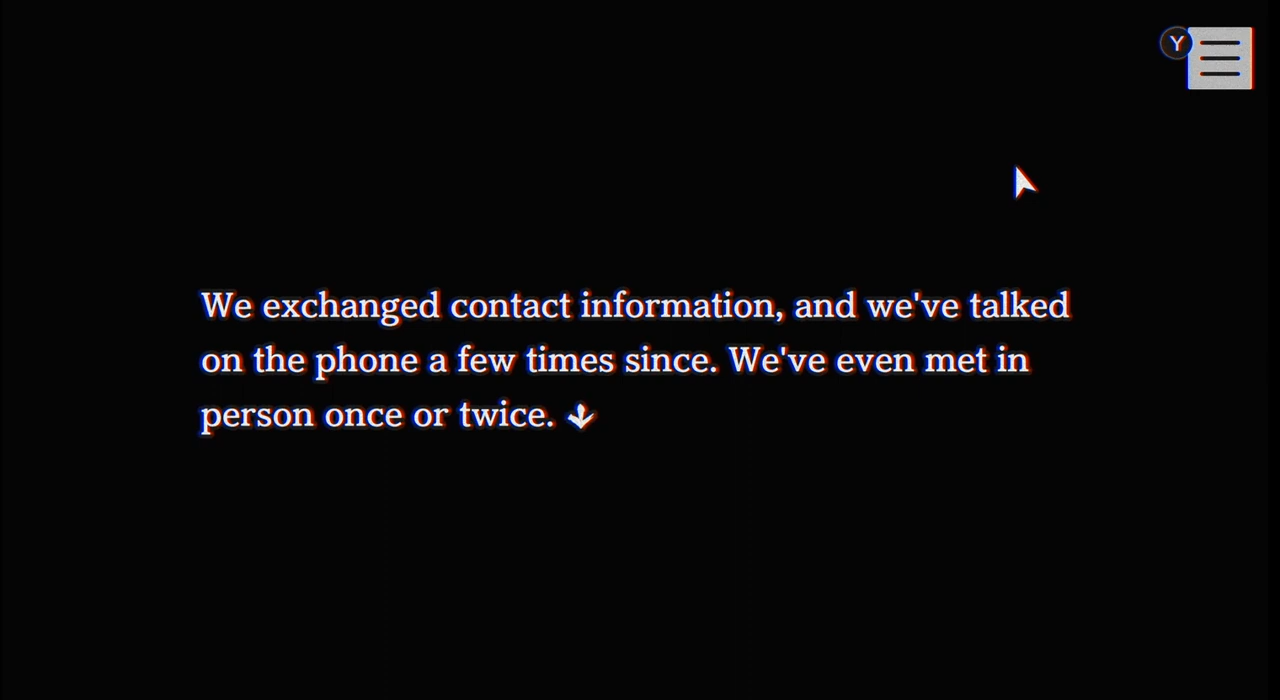 Y
We exchanged contact information, and we've talked
on the phone a few times since. We've even met in
person once or twice.